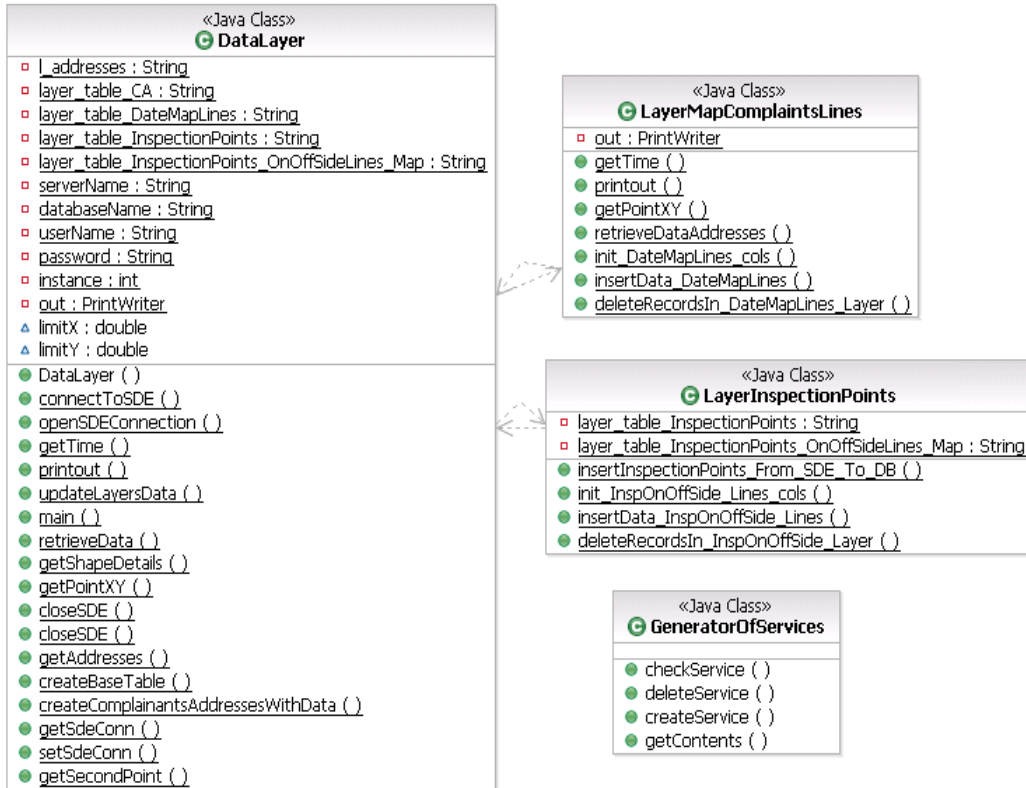 «Java Class»
DataLayer
l_addresses : String
layer_table_CA : String
layer_table_DateMapLines : String
layer_table_InspectionPoints : String
layer_table_InspectionPoints_OnOffSideLines_Map : String
serverName : String
databaseName : String
userName : String
password : String
instance : int
out : PrintWriter
limitX : double
limitY : double
DataLayer ( )
connectToSDE ( )
openSDEConnection ( )
getTime ( )
printout ( )
updateLayersData ( )
main ( )
retrieveData ( )
getShapeDetails ( )
getPointXY ( )
closeSDE ( )
closeSDE ( )
getAddresses ( )
createBaseTable ( )
createComplainantsAddressesWithData ( )
getSdeConn ( )
setSdeConn ( )
getSecondPoint ( )
«Java Class»
LayerMapComplaintsLines
out : PrintWriter
getTime ( )
printout ( )
getPointXY ( )
retrieveDataAddresses ( )
init_DateMapLines_cols ( )
insertData_DateMapLines ( )
deleteRecordsIn_DateMapLines_Layer ( )
«Java Class»
LayerInspectionPoints
layer_table_InspectionPoints : String
layer_table_InspectionPoints_OnOffSideLines_Map : String
insertInspectionPoints_From_SDE_To_DB ( )
init_InspOnOffSide_Lines_cols ( )
insertData_InspOnOffSide_Lines ( )
deleteRecordsIn_InspOnOffSide_Layer ( )
«Java Class»
GeneratorOfServices
checkService ( )
deleteService ( )
createService ( )
getContents ( )